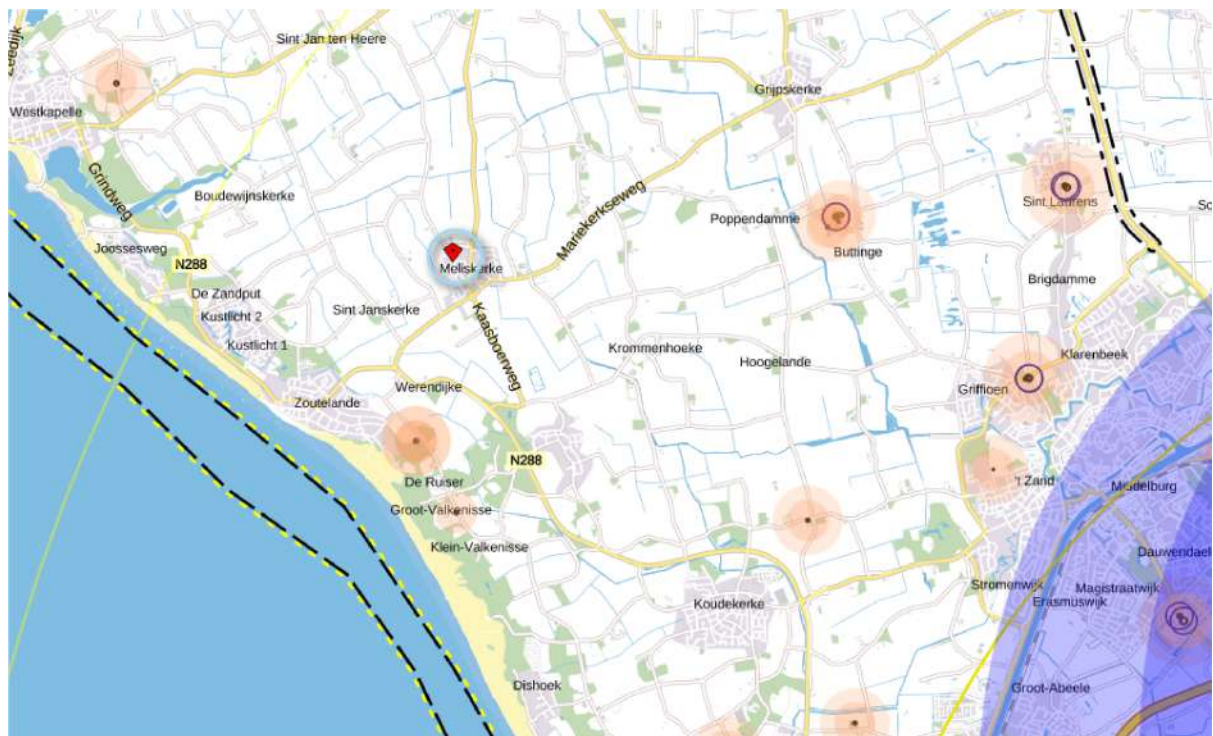 Zeedijk
Sint Jan ten Heere
Westkapelle
Grijpskerke
Grindweg
Boudewijnskerke
Mariekerkseweg
Poppendamme
Sint Laurens
Joossesweg
N288
Meliskerke
Buttinge
De Zandput
Brigdamme
Kustlicht 2
Sint Janskerke
Kaasboerweg
Kustlicht 1
Krommenhoeke
Hoogelande
Klarenbeek
Werendijke
Griffioen
Zoutelande
N288
De Ruiser
't Zand
Middelburg
Groot-Valkenisse
Klein-Valkenisse
Dauwendael
Stromenwijk
Magistraatwijk
Koudekerke
Erasmuswijk
Dishoek
Groot-Abeele